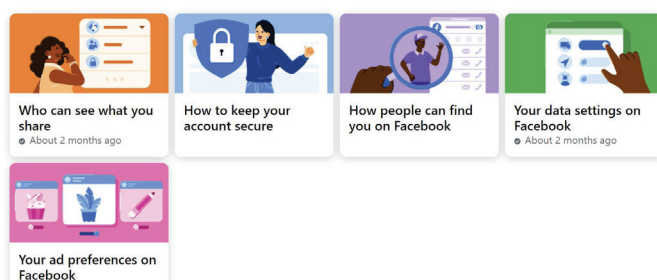 Who can see what you
share
About 2 months ago
How to keep your
account secure
How people can find
you on Facebook
Your data settings on
Facebook
About 2 months ago
Your ad preferences on
Facebook